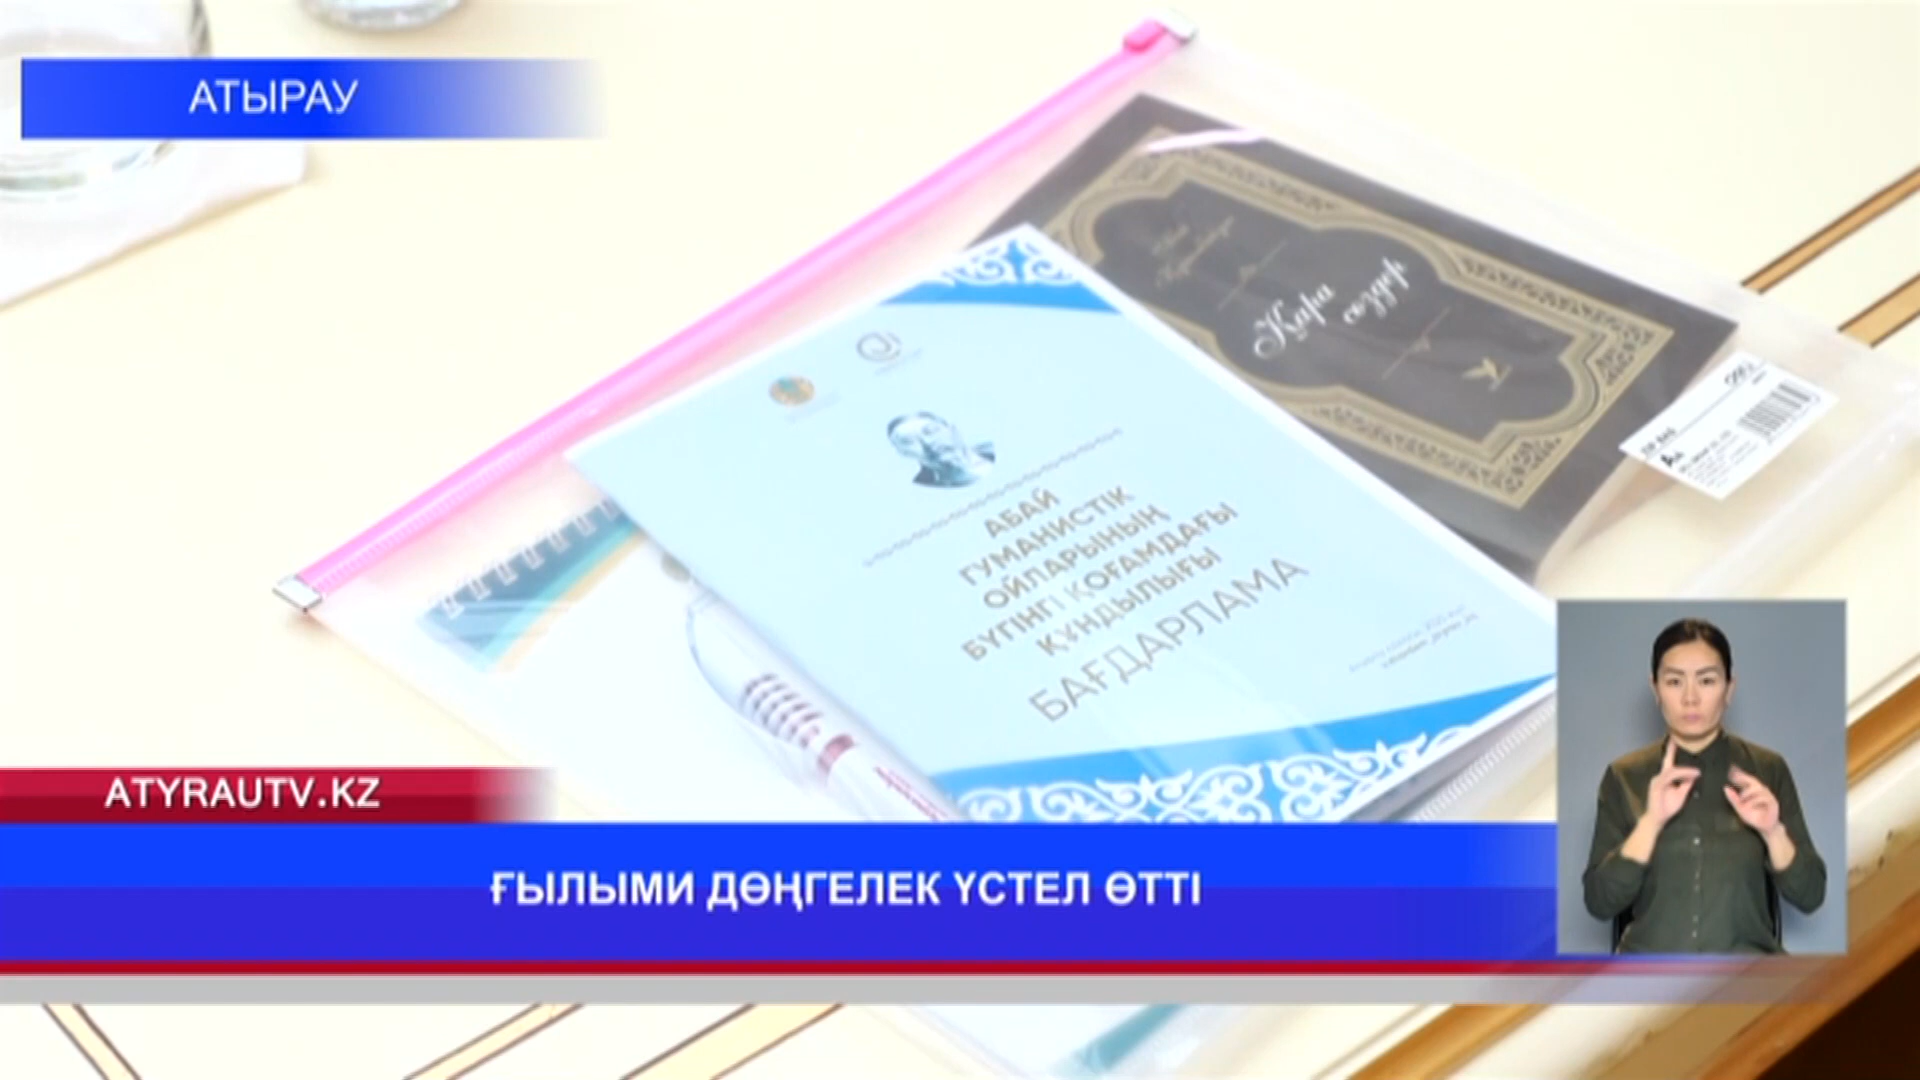 АТЫРАУ
Қара
сөздер
АБАЙ
ГУМАНИСТІК
ОЙЛАРЫНЫҢ
БҮГІНГІ ҚОҒАМДАҒЫ
ҚҰНДЫЛЫҒЫ
БАҒДАРЛАМА
ATYRAUTV.KZ
ҒЫЛЫМИ ДӨҢГЕЛЕК ҮСТЕЛ ӨТТІ